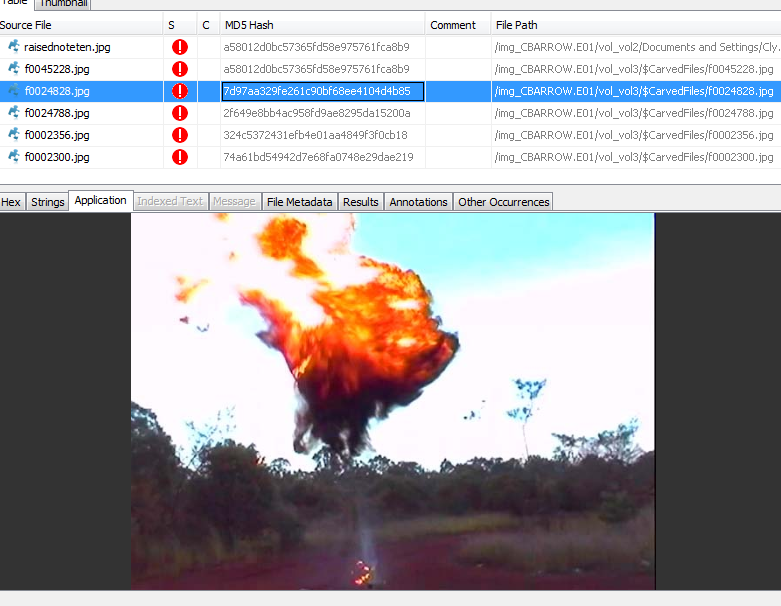 Table Thumbnail
Source File S C MD5 Hash Comment File Path
raisednoteten.jpg a58012d0bc57365fd58e975761fca8b9 /img_CBARROW.E01/vol_vol2/Documents and Settings/Cly...
f0045228.jpg a58012d0bc57365fd58e975761fca8b9 /img_CBARROW.E01/vol_vol3/$CarvedFiles/f0045228.jpg
f0024828.jpg 7d97aa329fe261c90bf68ee4104d4b85 /img_CBARROW.E01/vol_vol3/$CarvedFiles/f0024828.jpg
f0024788.jpg 2f649e8bb4ac958fd9ae8295da15200a /img_CBARROW.E01/vol_vol3/$CarvedFiles/f0024788.jpg
f0002356.jpg 324c5372431efb4e01aa4849f3f0cb18 /img_CBARROW.E01/vol_vol3/$CarvedFiles/f0002356.jpg
f0002300.jpg 74a61bd54942d7e68fa0748e29dae219 /img_CBARROW.E01/vol_vol3/$CarvedFiles/f0002300.jpg
Hex Strings Application Indexed Text Message File Metadata Results Annotations Other Occurrences